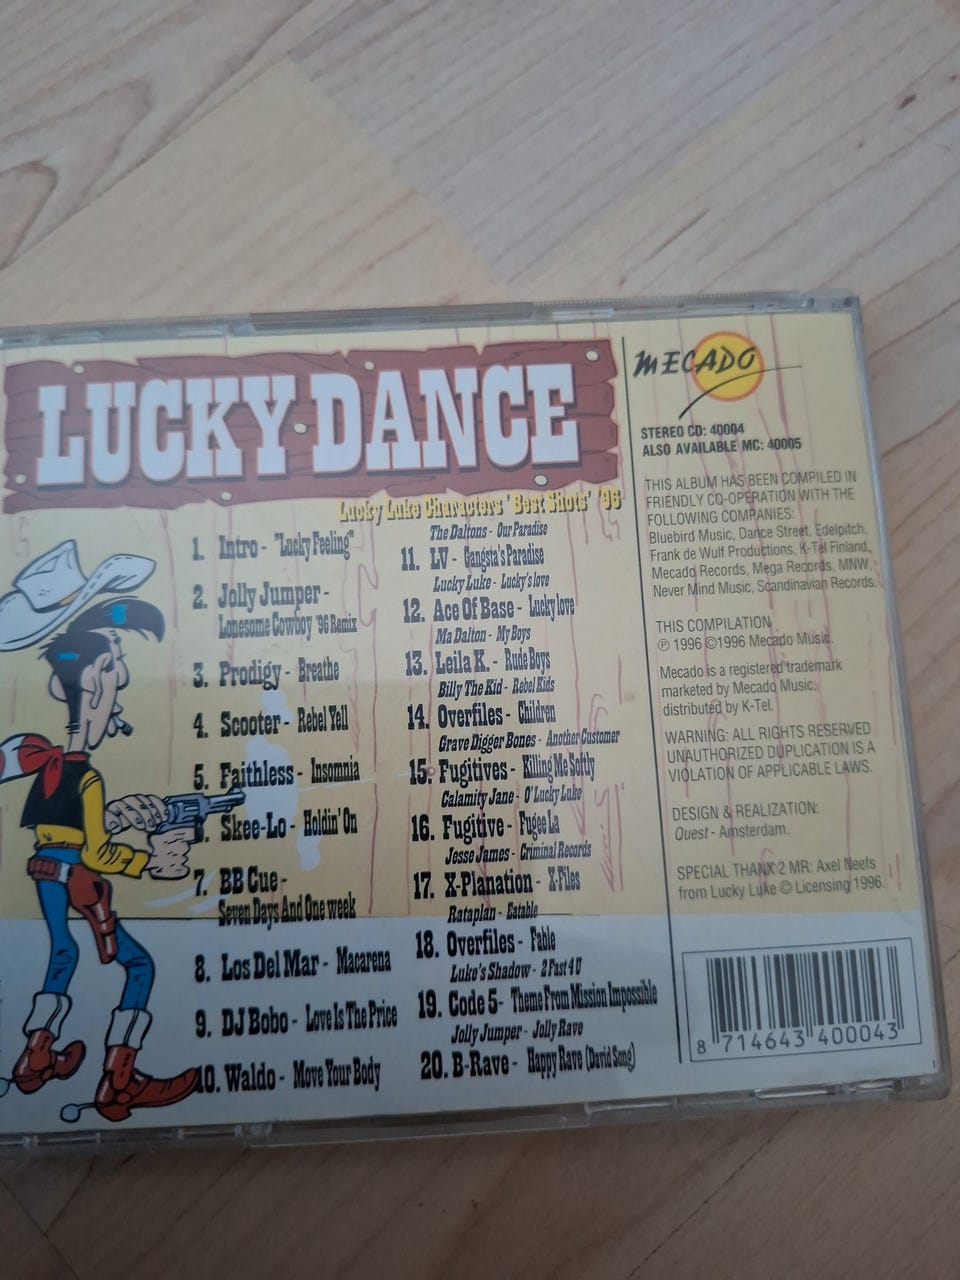 LUCKY DANCE
Lucky Luke Characters 'Best Shots' '96
1. Intro - "Lucky Feeling"
2. Jolly Jumper -
Lonesome Cowboy '96 Remix
3. Prodigy - Breathe
4. Scooter - Rebel Yell
5. Faithless - Insomnia
6. Skee-Lo - Holdin' On
7. BB Cue -
Seven Days And One week
8. Los Del Mar - Macarena
9. DJ Bobo - Love Is The Price
10. Waldo - Move Your Body
The Daltons - Our Paradise
11. LV - Gangsta's Paradise
Lucky Luke - Lucky's love
12. Ace Of Base - Lucky love
Ma Dalton - My Boys
13. Leila K. - Rude Boys
Billy The Kid - Rebel Kids
14. Overfiles - Children
Grave Digger Bones - Another Customer
15. Fugitives - Killing Me Softly
Calamity Jane - O' Lucky Luke
16. Fugitive - Fugee La
Jesse James - Criminal Records
17. X-Planation - X-Files
Rataplan - Eatable
18. Overfiles - Fable
Luke's Shadow - 2 Fast 4 U
19. Code 5 - Theme From Mission Impossible
Jolly Jumper - Jolly Rave
20. B-Rave - Happy Rave (David Song)
MECADO
STEREO CD: 40004
ALSO AVAILABLE MC: 40005
THIS ALBUM HAS BEEN COMPILED IN
FRIENDLY CO-OPERATION WITH THE
FOLLOWING COMPANIES:
Bluebird Music, Dance Street, Edelpitch,
Frank de Wulf Productions, K-Tel Finland,
Mecado Records, Mega Records, MNW,
Never Mind Music, Scandinavian Records.
THIS COMPILATION
℗ 1996 ©1996 Mecado Music.
Mecado is a registered trademark
marketed by Mecado Music.
distributed by K-Tel.
WARNING: ALL RIGHTS RESERVED
UNAUTHORIZED DUPLICATION IS A
VIOLATION OF APPLICABLE LAWS.
DESIGN & REALIZATION:
Quest - Amsterdam.
SPECIAL THANX 2 MR: Axel Neefs
from Lucky Luke © Licensing 1996
8 714643 400043